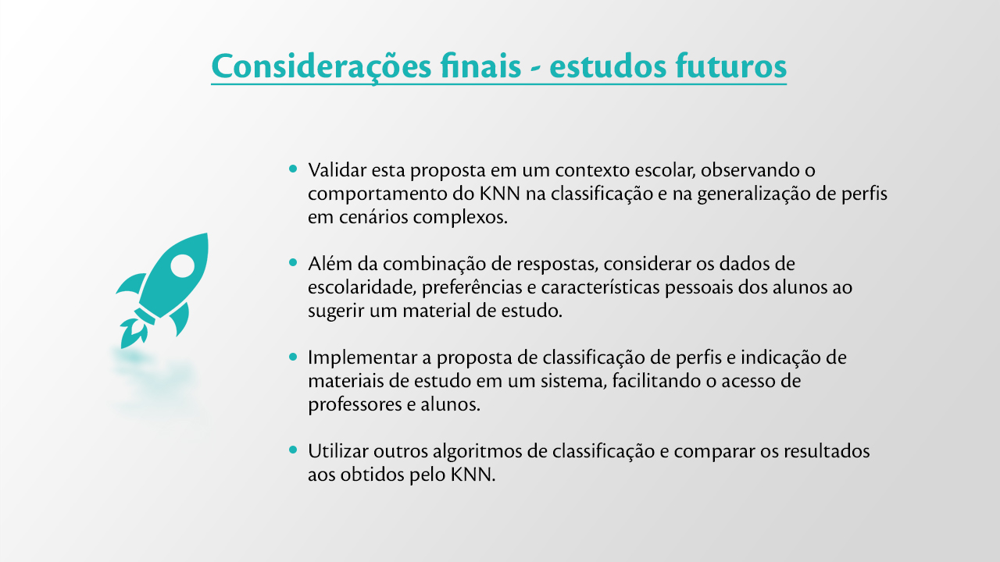 Considerações finais - estudos futuros
• Validar esta proposta em um contexto escolar, observando o
comportamento do KNN na classificação e na generalização de perfis
em cenários complexos.
• Além da combinação de respostas, considerar os dados de
escolaridade, preferências e características pessoais dos alunos ao
sugerir um material de estudo.
• Implementar a proposta de classificação de perfis e indicação de
materiais de estudo em um sistema, facilitando o acesso de
professores e alunos.
• Utilizar outros algoritmos de classificação e comparar os resultados
aos obtidos pelo KNN.